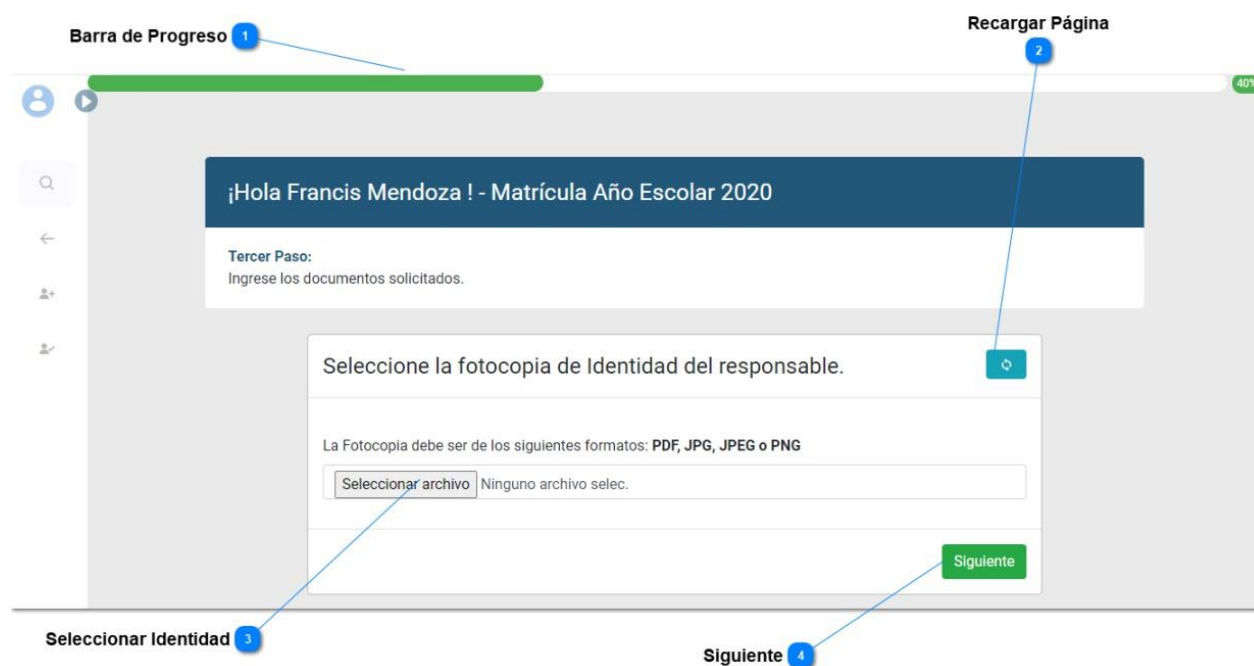 Recargar Página
Barra de Progreso 1
2
40%
¡Hola Francis Mendoza ! - Matrícula Año Escolar 2020
Tercer Paso:
Ingrese los documentos solicitados.
Seleccione la fotocopia de Identidad del responsable.
La Fotocopia debe ser de los siguientes formatos: PDF, JPG, JPEG o PNG
Seleccionar archivo Ninguno archivo selec.
Siguiente
Seleccionar Identidad 3
Siguiente 4